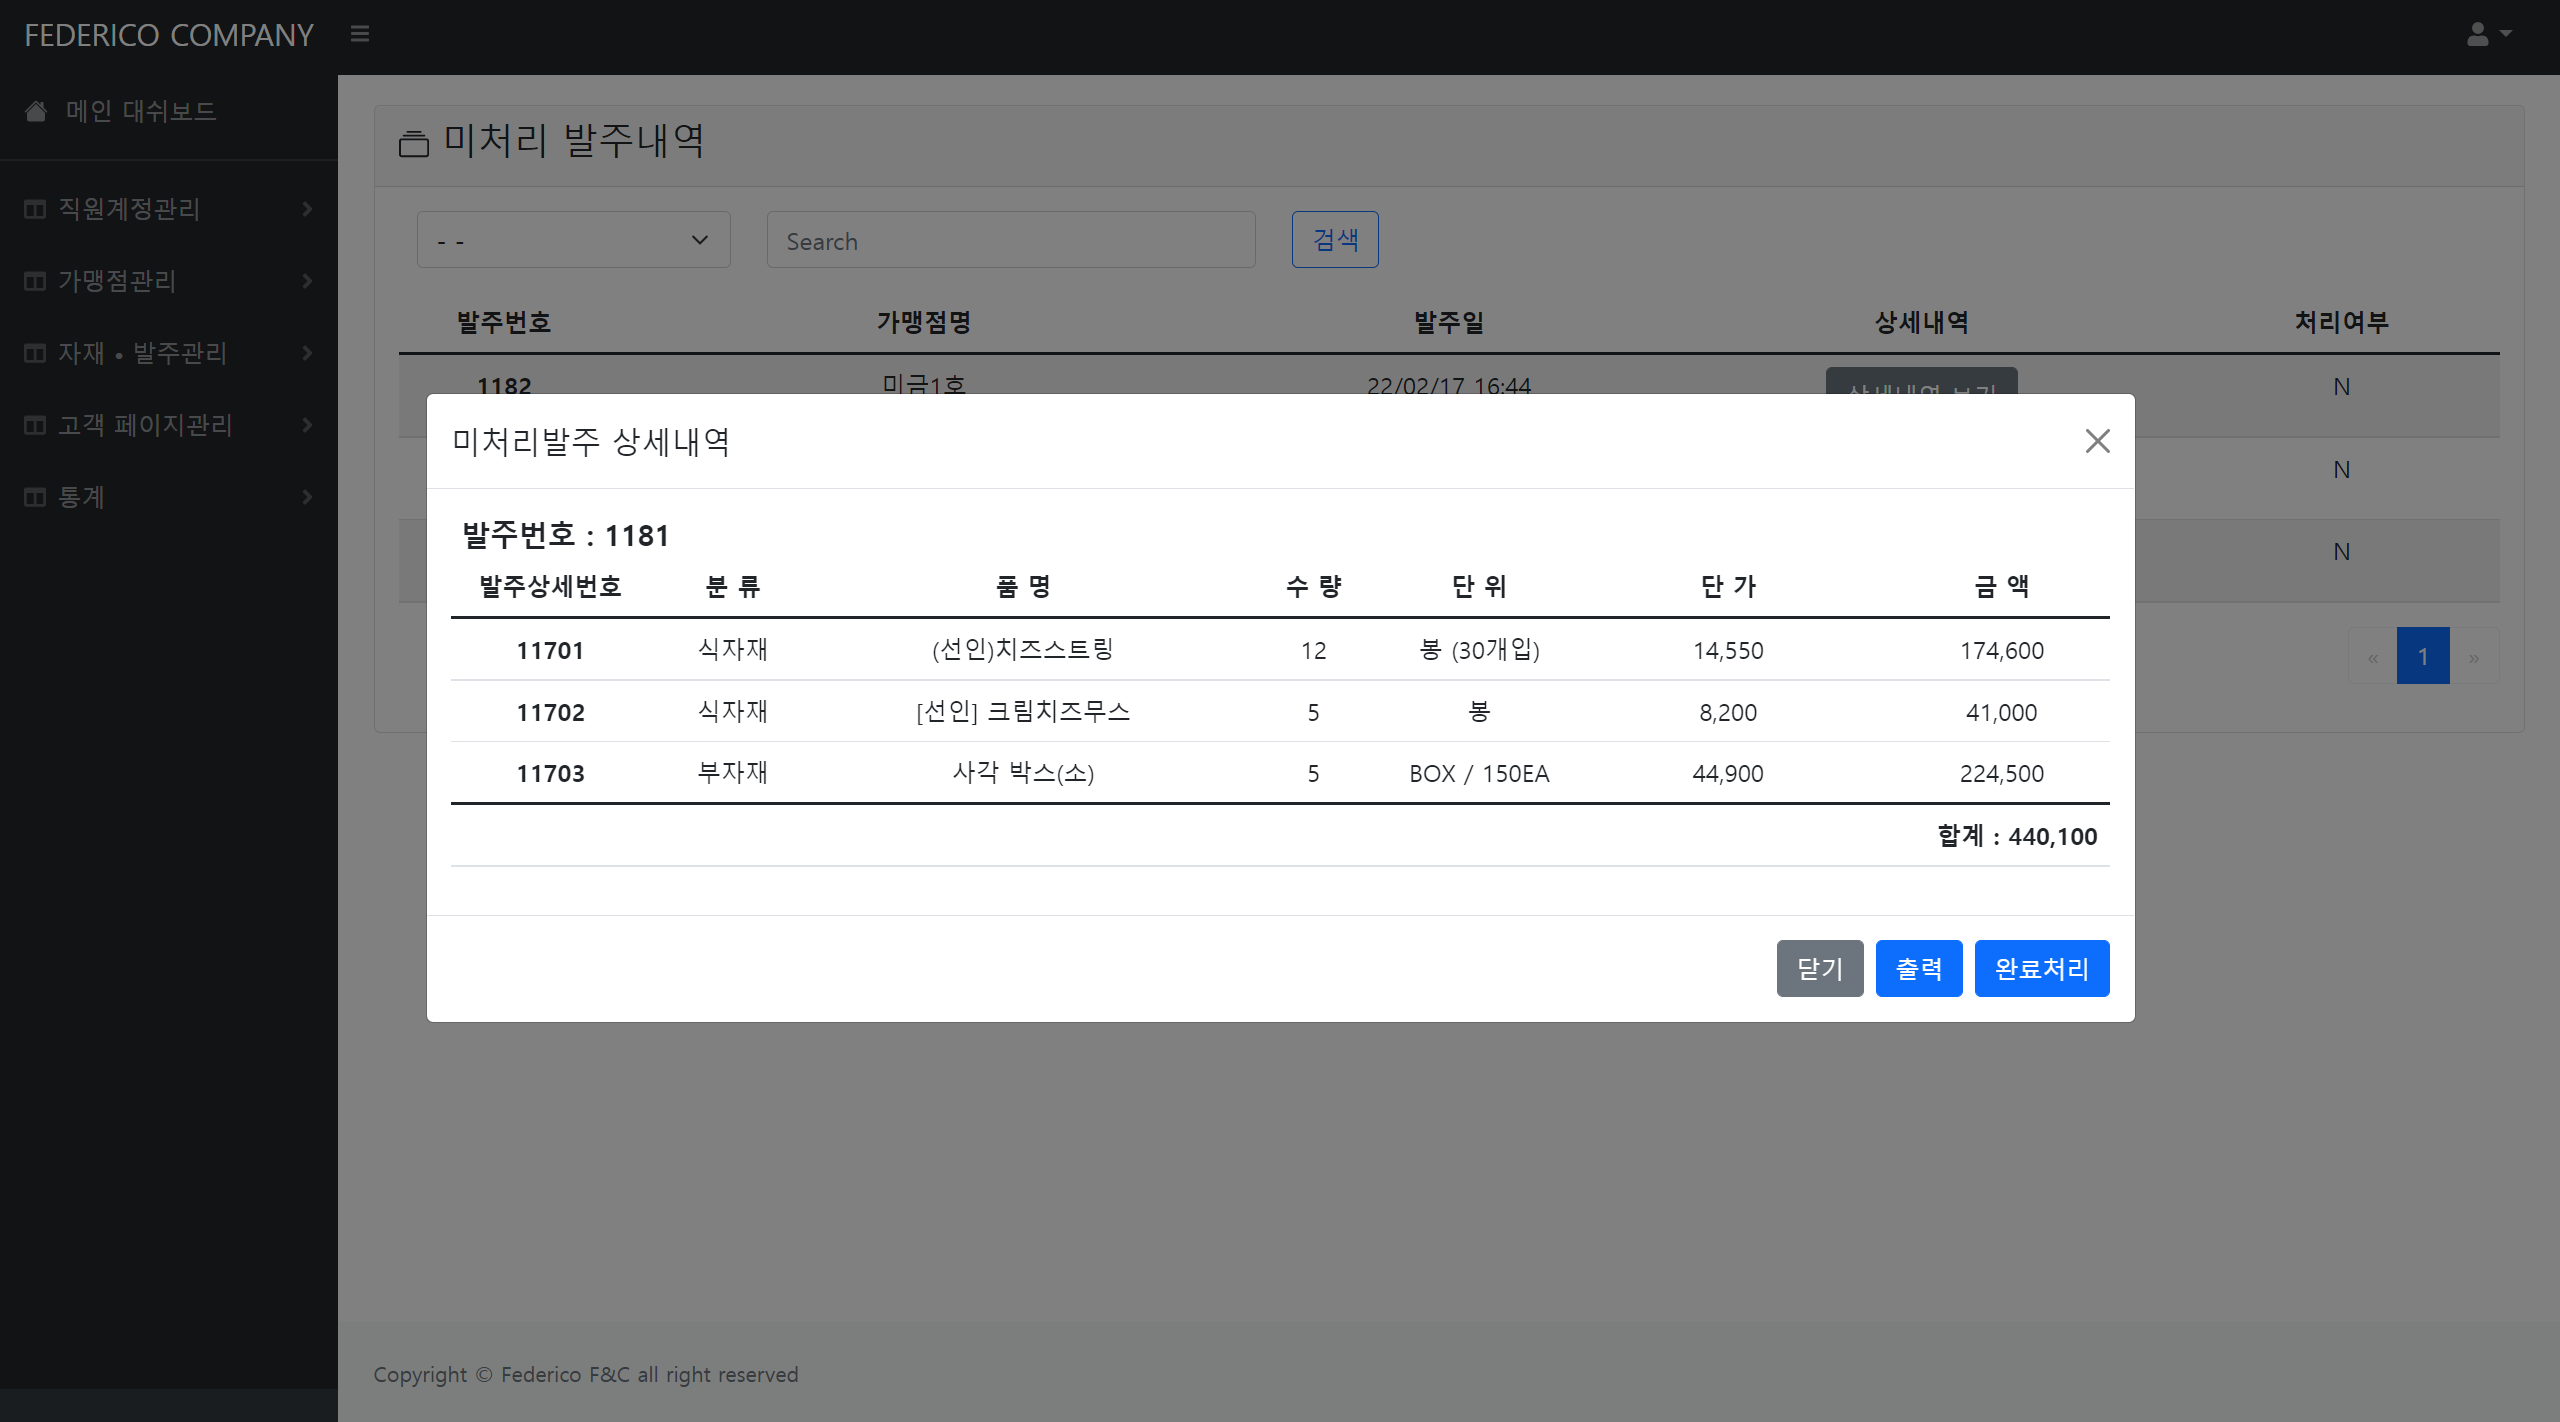 FEDERICO COMPANY
메인 대쉬보드
직원계정관리
가맹점관리
자재 • 발주관리
고객 페이지관리
통계
미처리 발주내역
- -
Search
검색
발주번호 가맹점명 발주일 상세내역 처리여부
1182 미금1호 22/02/17 16:44 상세내역 보기 N
N
N
« 1 »
미처리발주 상세내역
발주번호 : 1181
발주상세번호 분 류 품 명 수 량 단 위 단 가 금 액
11701 식자재 (선인)치즈스트링 12 봉 (30개입) 14,550 174,600
11702 식자재 [선인] 크림치즈무스 5 봉 8,200 41,000
11703 부자재 사각 박스(소) 5 BOX / 150EA 44,900 224,500
합계 : 440,100
닫기 출력 완료처리
Copyright © Federico F&C all right reserved